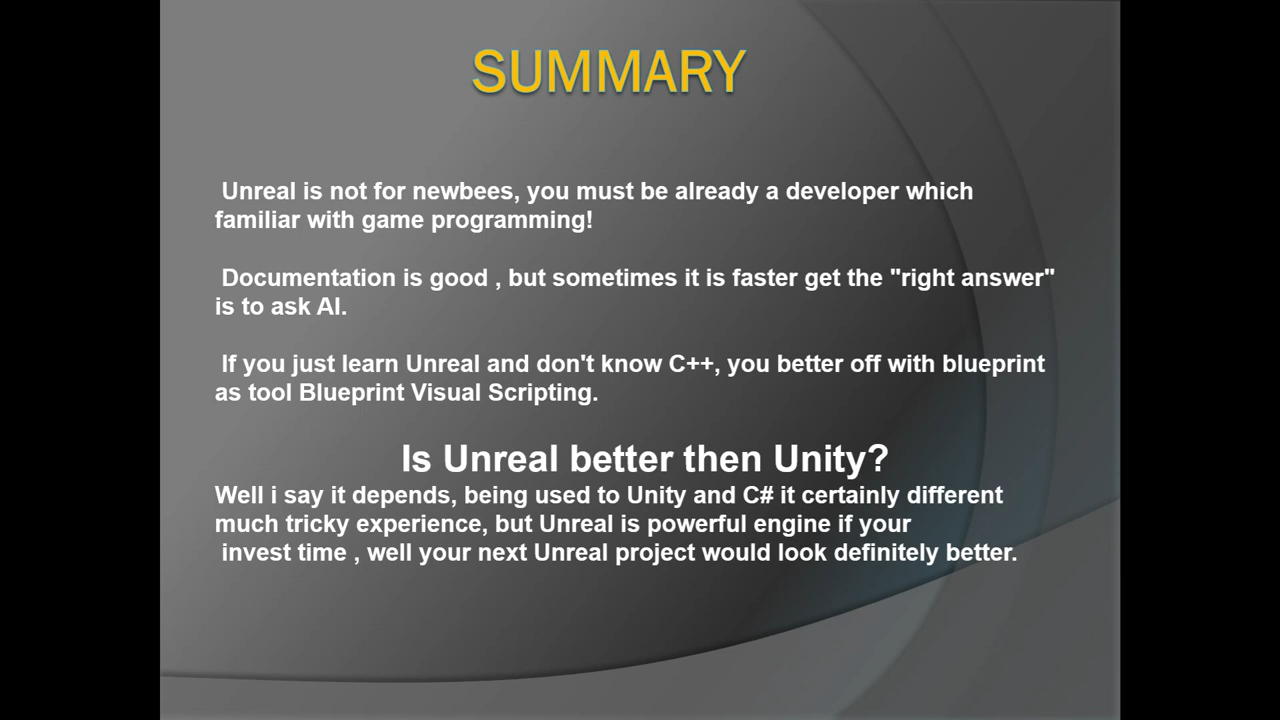 SUMMARY
Unreal is not for newbees, you must be already a developer which
familiar with game programming!
Documentation is good , but sometimes it is faster get the "right answer"
is to ask AI.
If you just learn Unreal and don't know C++, you better off with blueprint
as tool Blueprint Visual Scripting.
Is Unreal better then Unity?
Well i say it depends, being used to Unity and C# it certainly different
much tricky experience, but Unreal is powerful engine if your
invest time , well your next Unreal project would look definitely better.